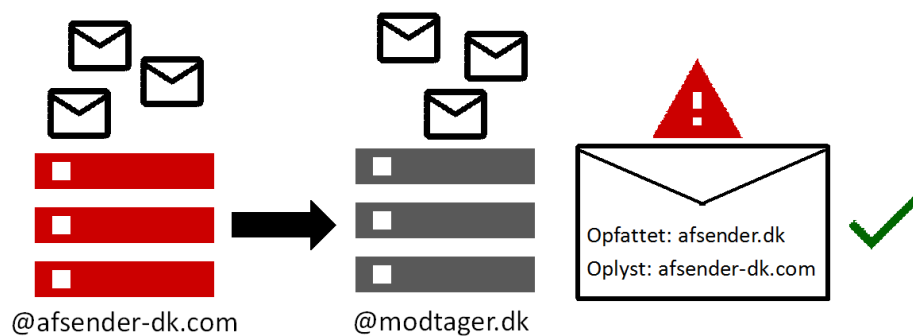 Opfattet: afsender.dk
Oplyst: afsender-dk.com
@afsender-dk.com
@modtager.dk